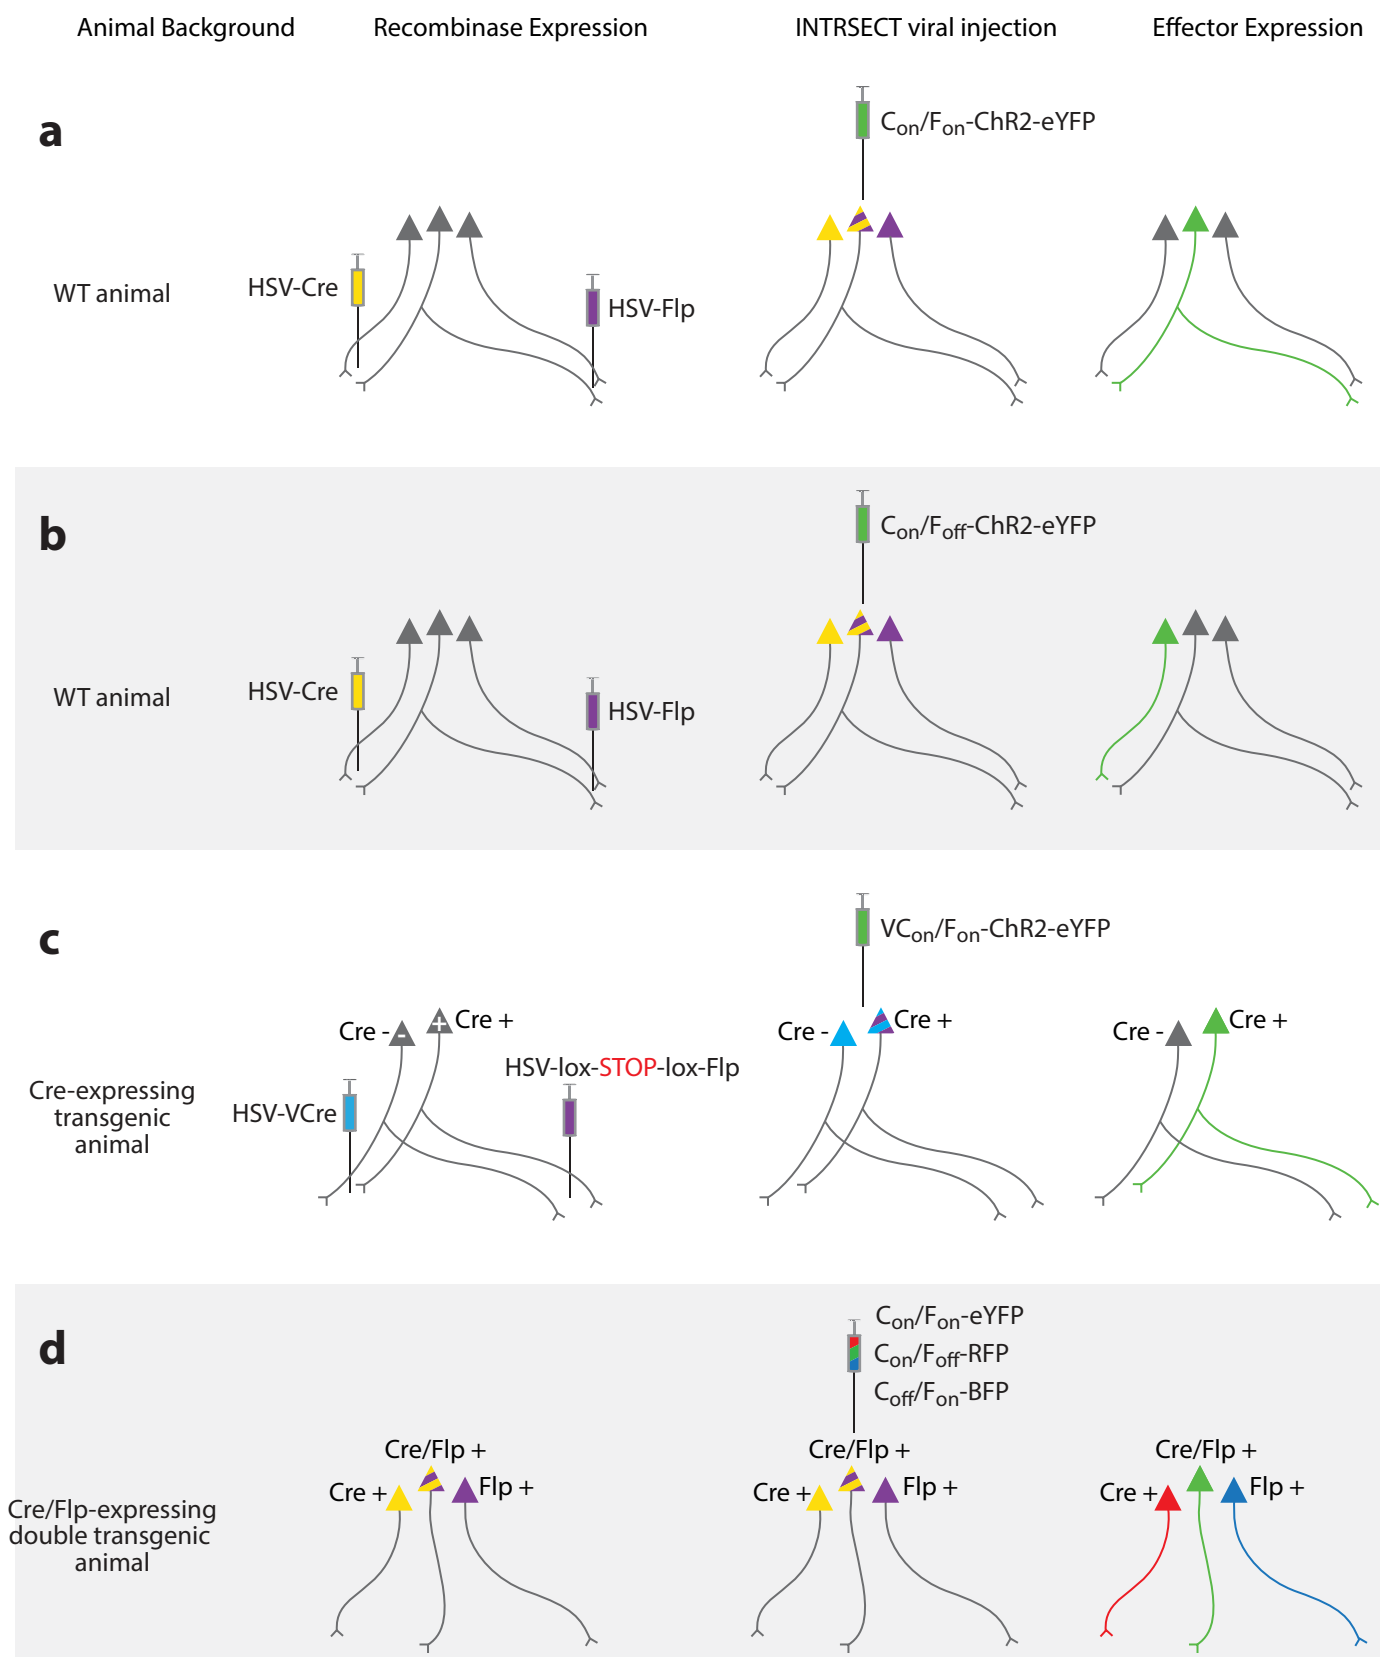 Animal Background
Recombinase Expression
INTRSECT viral injection
Effector Expression
a
Con/Fon-ChR2-eYFP
WT animal
HSV-Cre
HSV-Flp
b
Con/Foff-ChR2-eYFP
WT animal
HSV-Cre
HSV-Flp
c
VCon/Fon-ChR2-eYFP
Cre -
-
+
Cre +
Cre -
Cre +
Cre -
Cre +
HSV-lox-STOP-lox-Flp
Cre-expressing
transgenic
animal
HSV-VCre
d
Con/Fon-eYFP
Con/Foff-RFP
Coff/Fon-BFP
Cre/Flp +
Cre/Flp +
Cre/Flp +
Cre +
Flp +
Cre +
Flp +
Cre +
Flp +
Cre/Flp-expressing
double transgenic
animal